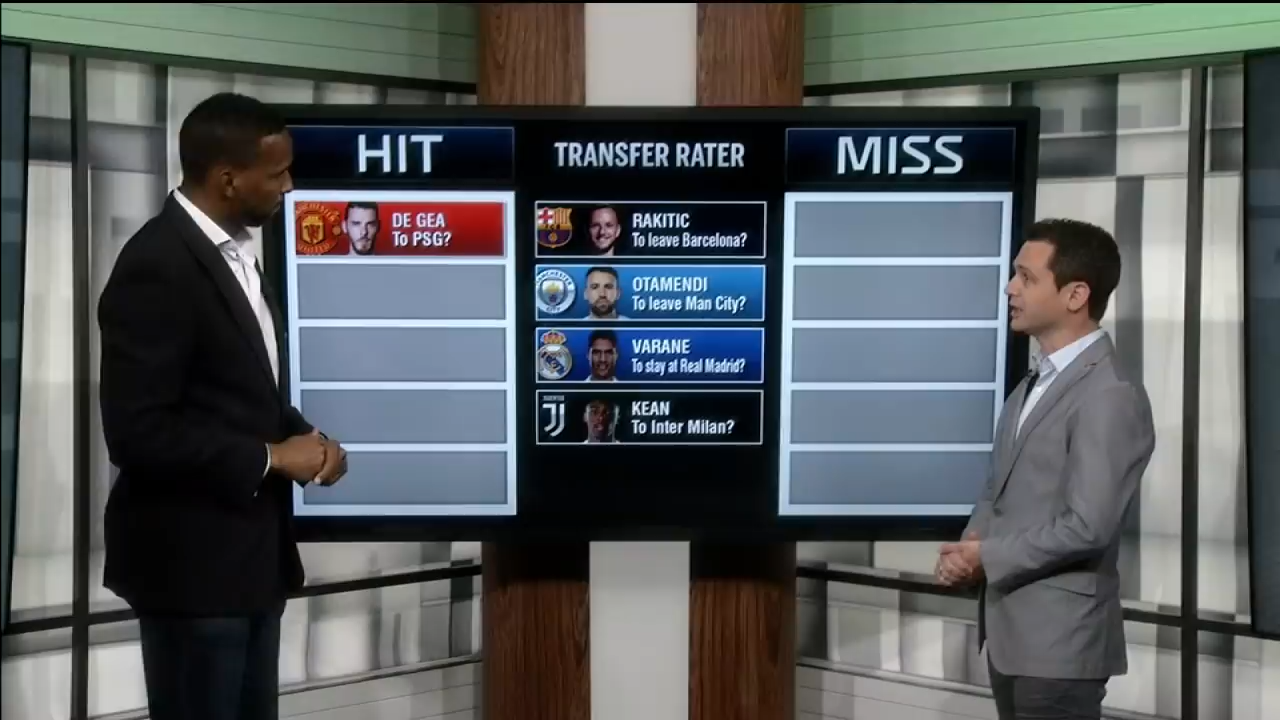 HIT
TRANSFER RATER
MISS
DE GEA
To PSG?
RAKITIC
To leave Barcelona?
OTAMENDI
To leave Man City?
VARANE
To stay at Real Madrid?
KEAN
To Inter Milan?